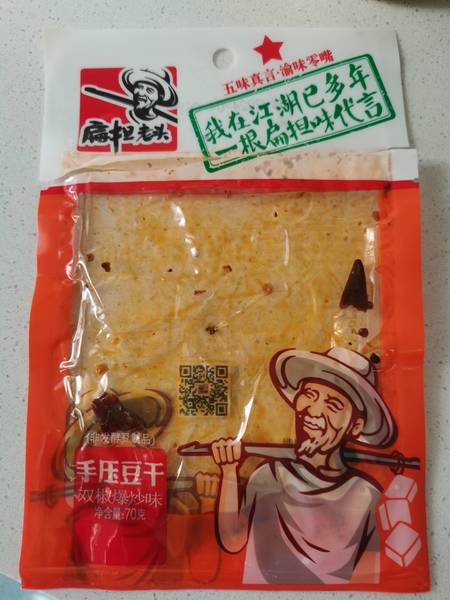 五味真言·渝味零嘴
我在江湖已多年
一根扁担味代言
扁担老头
(非发酵豆制品)
手压豆干
双椒爆炒味
净含量:70克